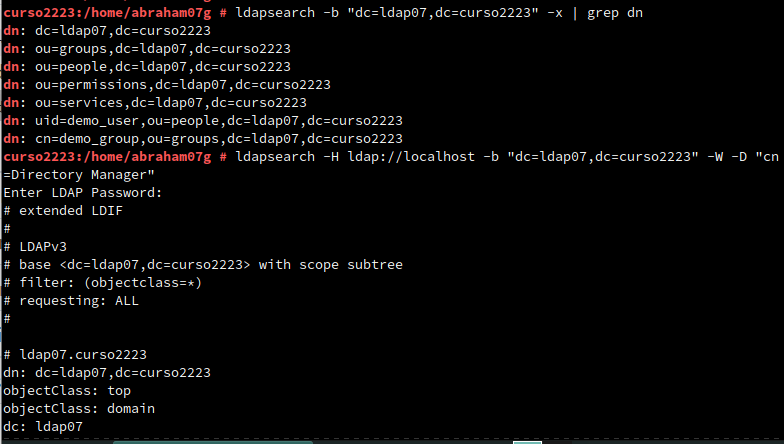 curso2223:/home/abraham07g # ldapsearch -b "dc=ldap07,dc=curso2223" -x | grep dn
dn: dc=ldap07,dc=curso2223
dn: ou=groups,dc=ldap07,dc=curso2223
dn: ou=people,dc=ldap07,dc=curso2223
dn: ou=permissions,dc=ldap07,dc=curso2223
dn: ou=services,dc=ldap07,dc=curso2223
dn: uid=demo_user,ou=people,dc=ldap07,dc=curso2223
dn: cn=demo_group,ou=groups,dc=ldap07,dc=curso2223
curso2223:/home/abraham07g # ldapsearch -H ldap://localhost -b "dc=ldap07,dc=curso2223" -W -D "cn
=Directory Manager"
Enter LDAP Password:
# extended LDIF
#
# LDAPv3
# base <dc=ldap07,dc=curso2223> with scope subtree
# filter: (objectclass=*)
# requesting: ALL
#
# ldap07.curso2223
dn: dc=ldap07,dc=curso2223
objectClass: top
objectClass: domain
dc: ldap07